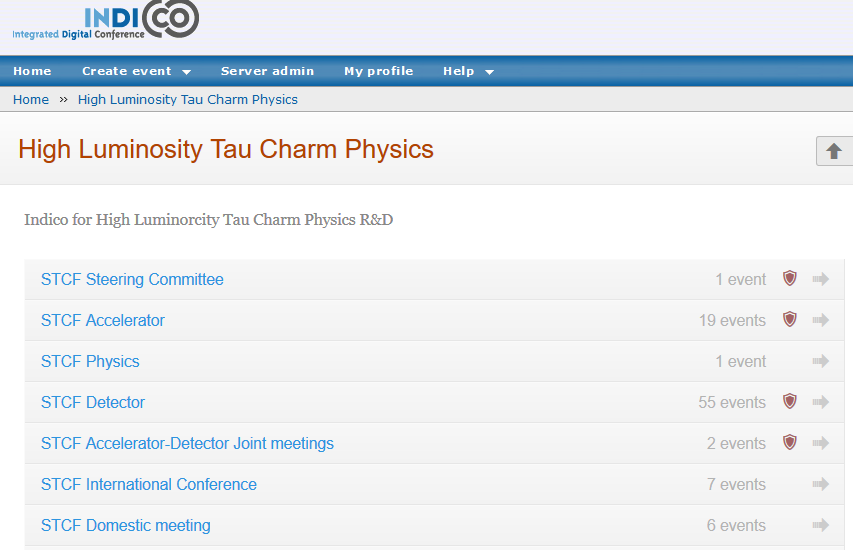 INDICO
Integrated Digital Conference
Home Create event Server admin My profile Help
Home » High Luminosity Tau Charm Physics
High Luminosity Tau Charm Physics
Indico for High Luminorcity Tau Charm Physics R&D
STCF Steering Committee 1 event
STCF Accelerator 19 events
STCF Physics 1 event
STCF Detector 55 events
STCF Accelerator-Detector Joint meetings 2 events
STCF International Conference 7 events
STCF Domestic meeting 6 events